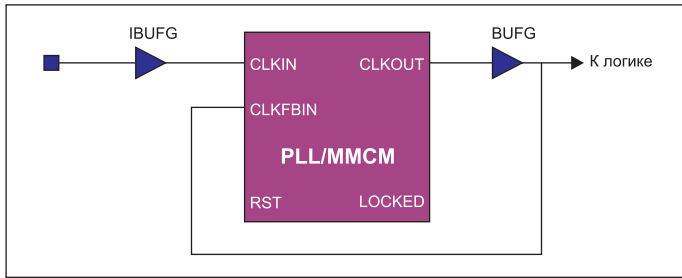 IBUFG
BUFG
CLKIN
CLKOUT
К логике
CLKFBIN
PLL/MMCM
RST
LOCKED